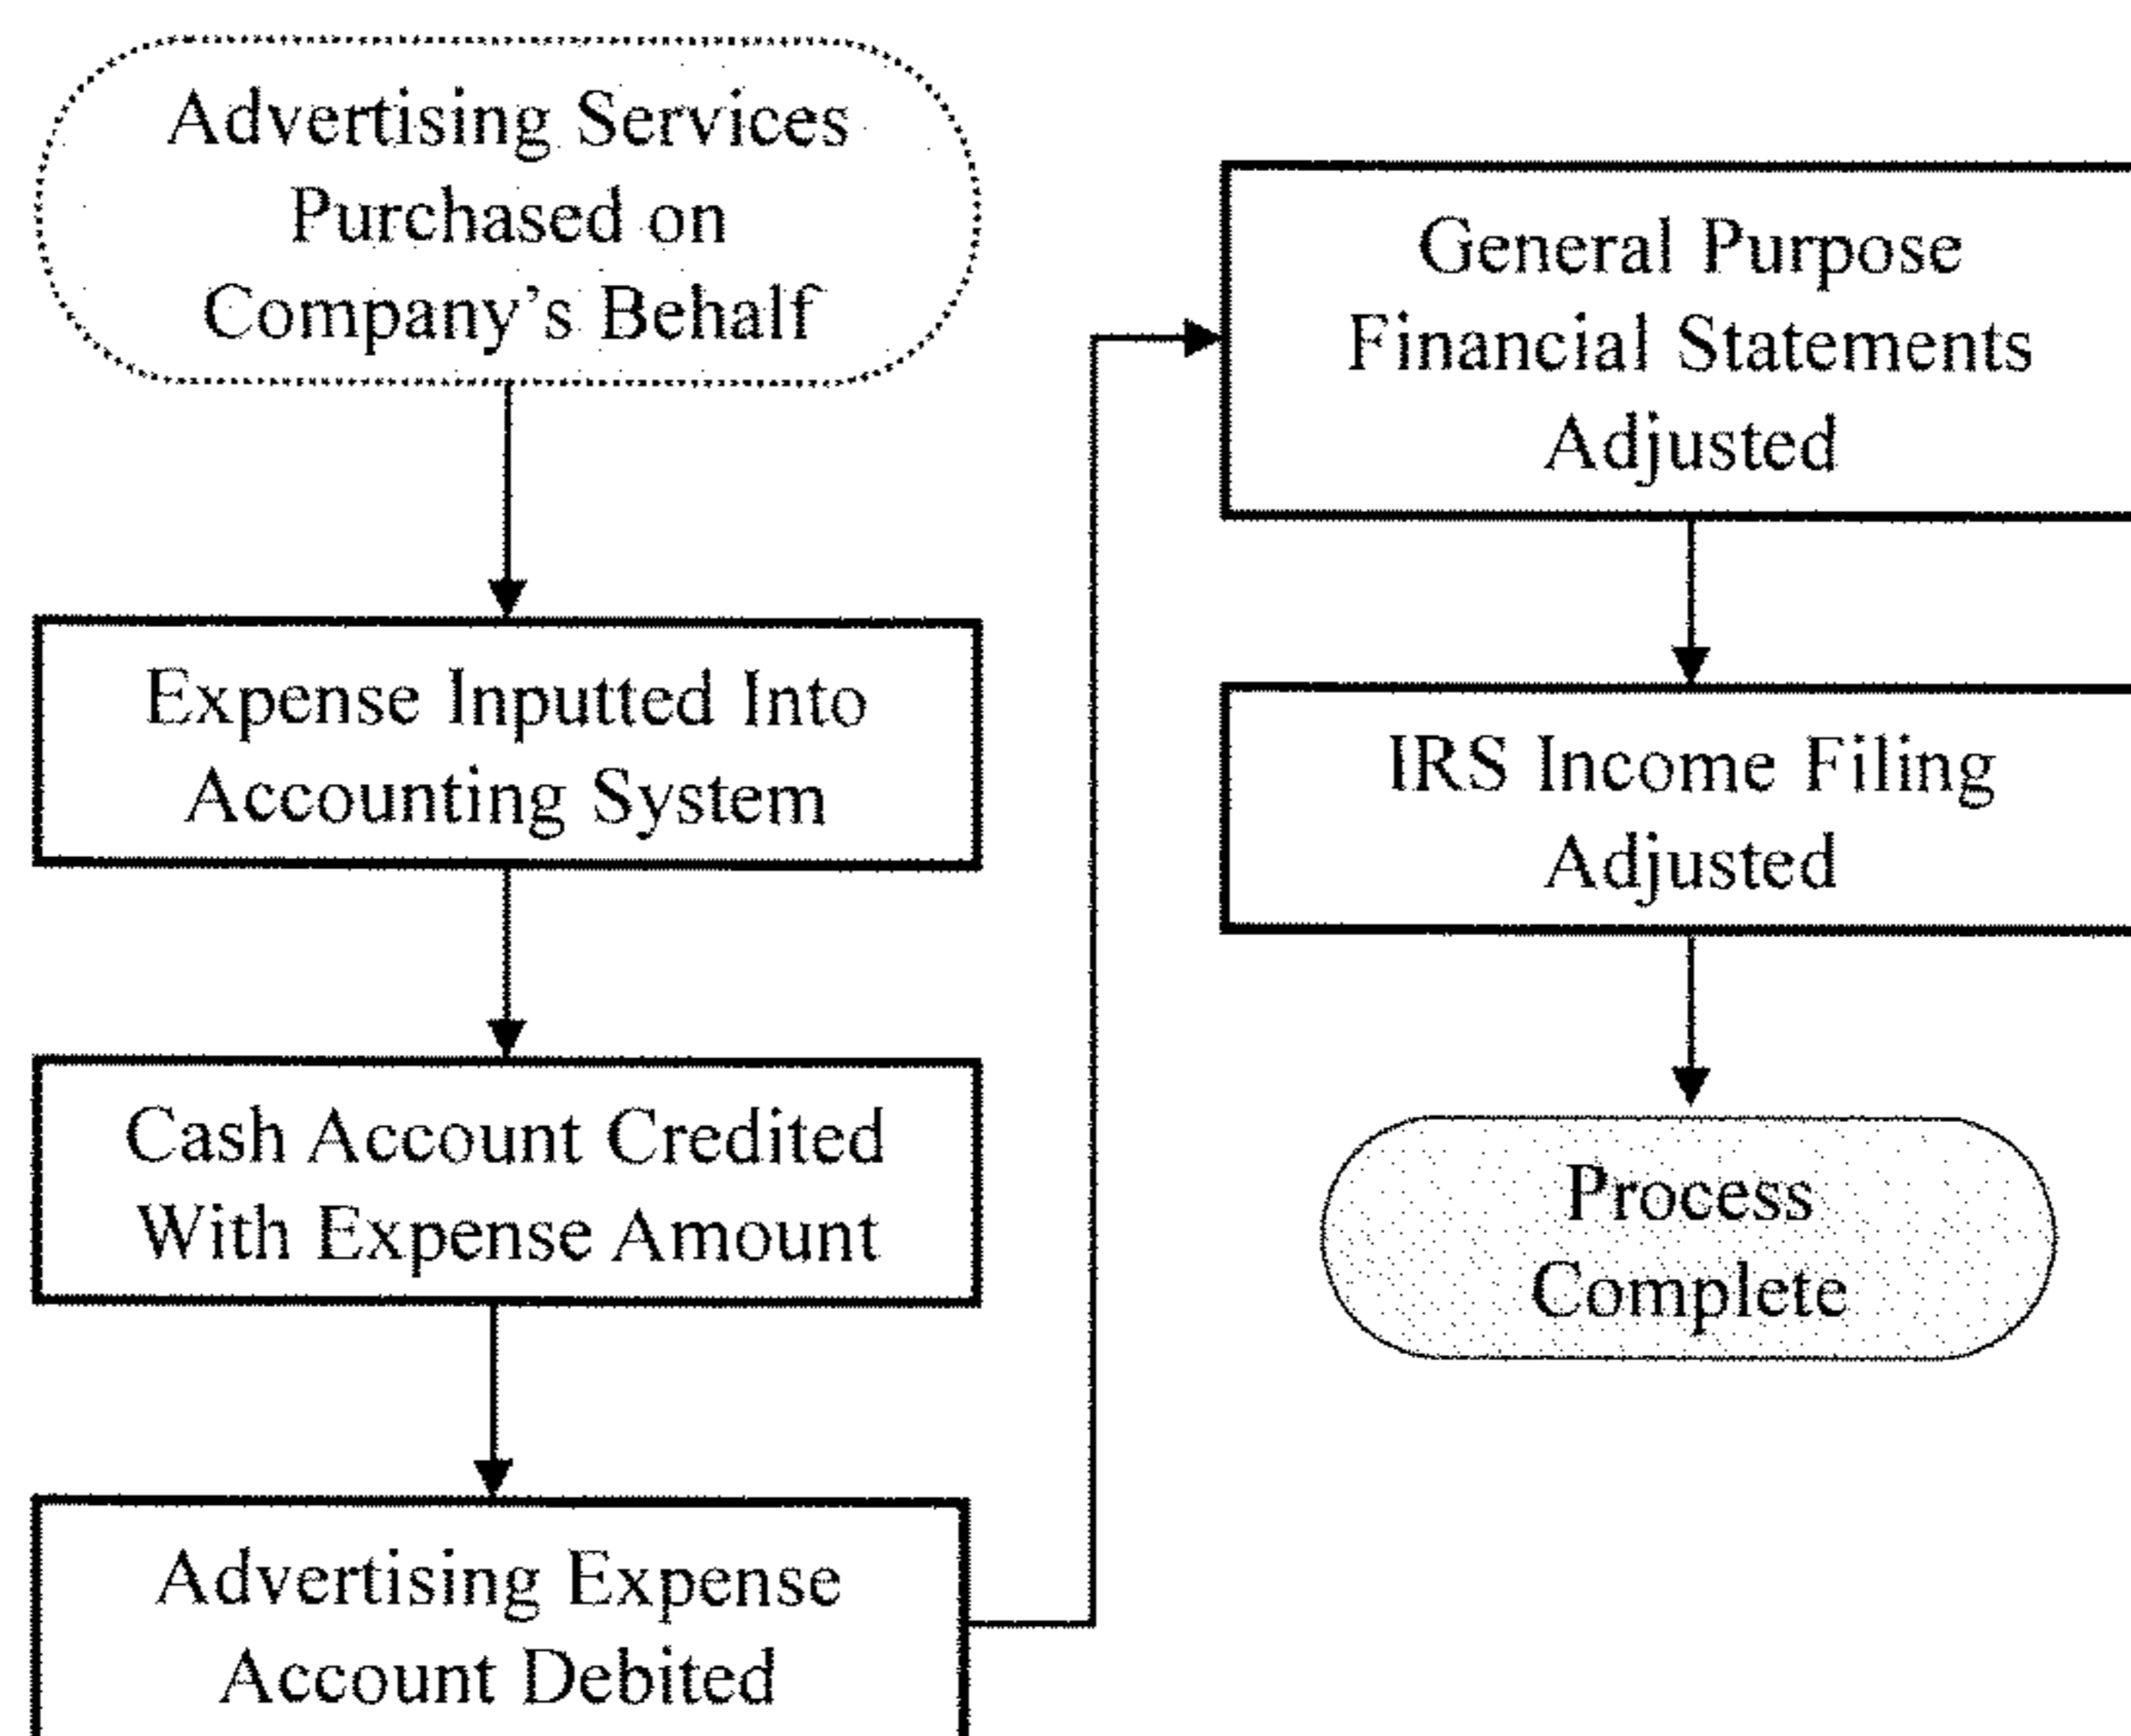 Advertising Services
Purchased on
Company's Behalf
Expense Inputted Into
Accounting System
Cash Account Credited
With Expense Amount
Advertising Expense
Account Debited
General Purpose
Financial Statements
Adjusted
IRS Income Filing
Adjusted
Process
Complete